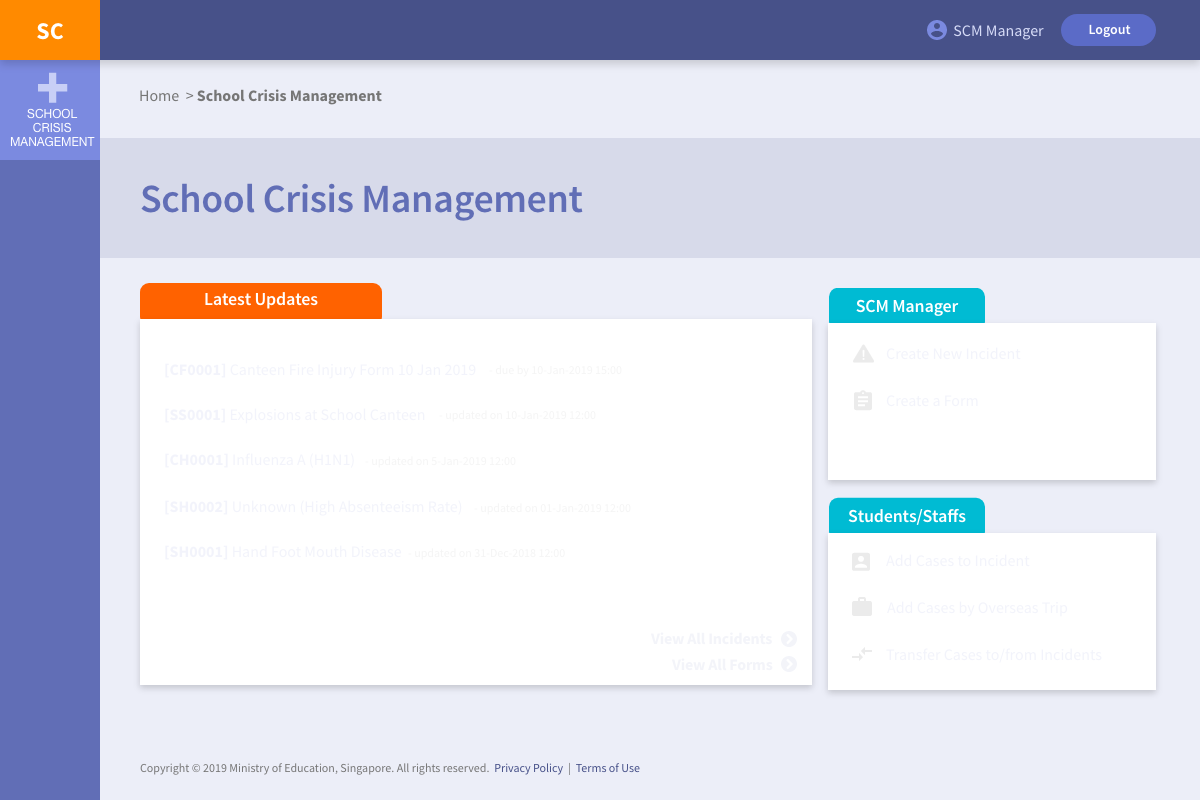 SC
SCM Manager
Logout
SCHOOL
CRISIS
MANAGEMENT
Home > School Crisis Management
School Crisis Management
Latest Updates
[CF0001] Canteen Fire Injury Form 10 Jan 2019 due by 10-Jan-2019 15:00
[SS0001] Explosions at School Canteen updated on 10-Jan-2019 12:00
[CH0001] Influenza A (H1N1) updated on 5-Jan-2019 12:00
[SH0002] Unknown (High Absenteeism Rate) updated on 01-Jan-2019 12:00
[SH0001] Hand Foot Mouth Disease updated on 31-Dec-2018 12:00
View All Incidents
View All Forms
SCM Manager
Create New Incident
Create a Form
Students/Staffs
Add Cases to Incident
Add Cases by Overseas Trip
Transfer Cases to/from Incidents
Copyright © 2019 Ministry of Education, Singapore. All rights reserved. Privacy Policy | Terms of Use